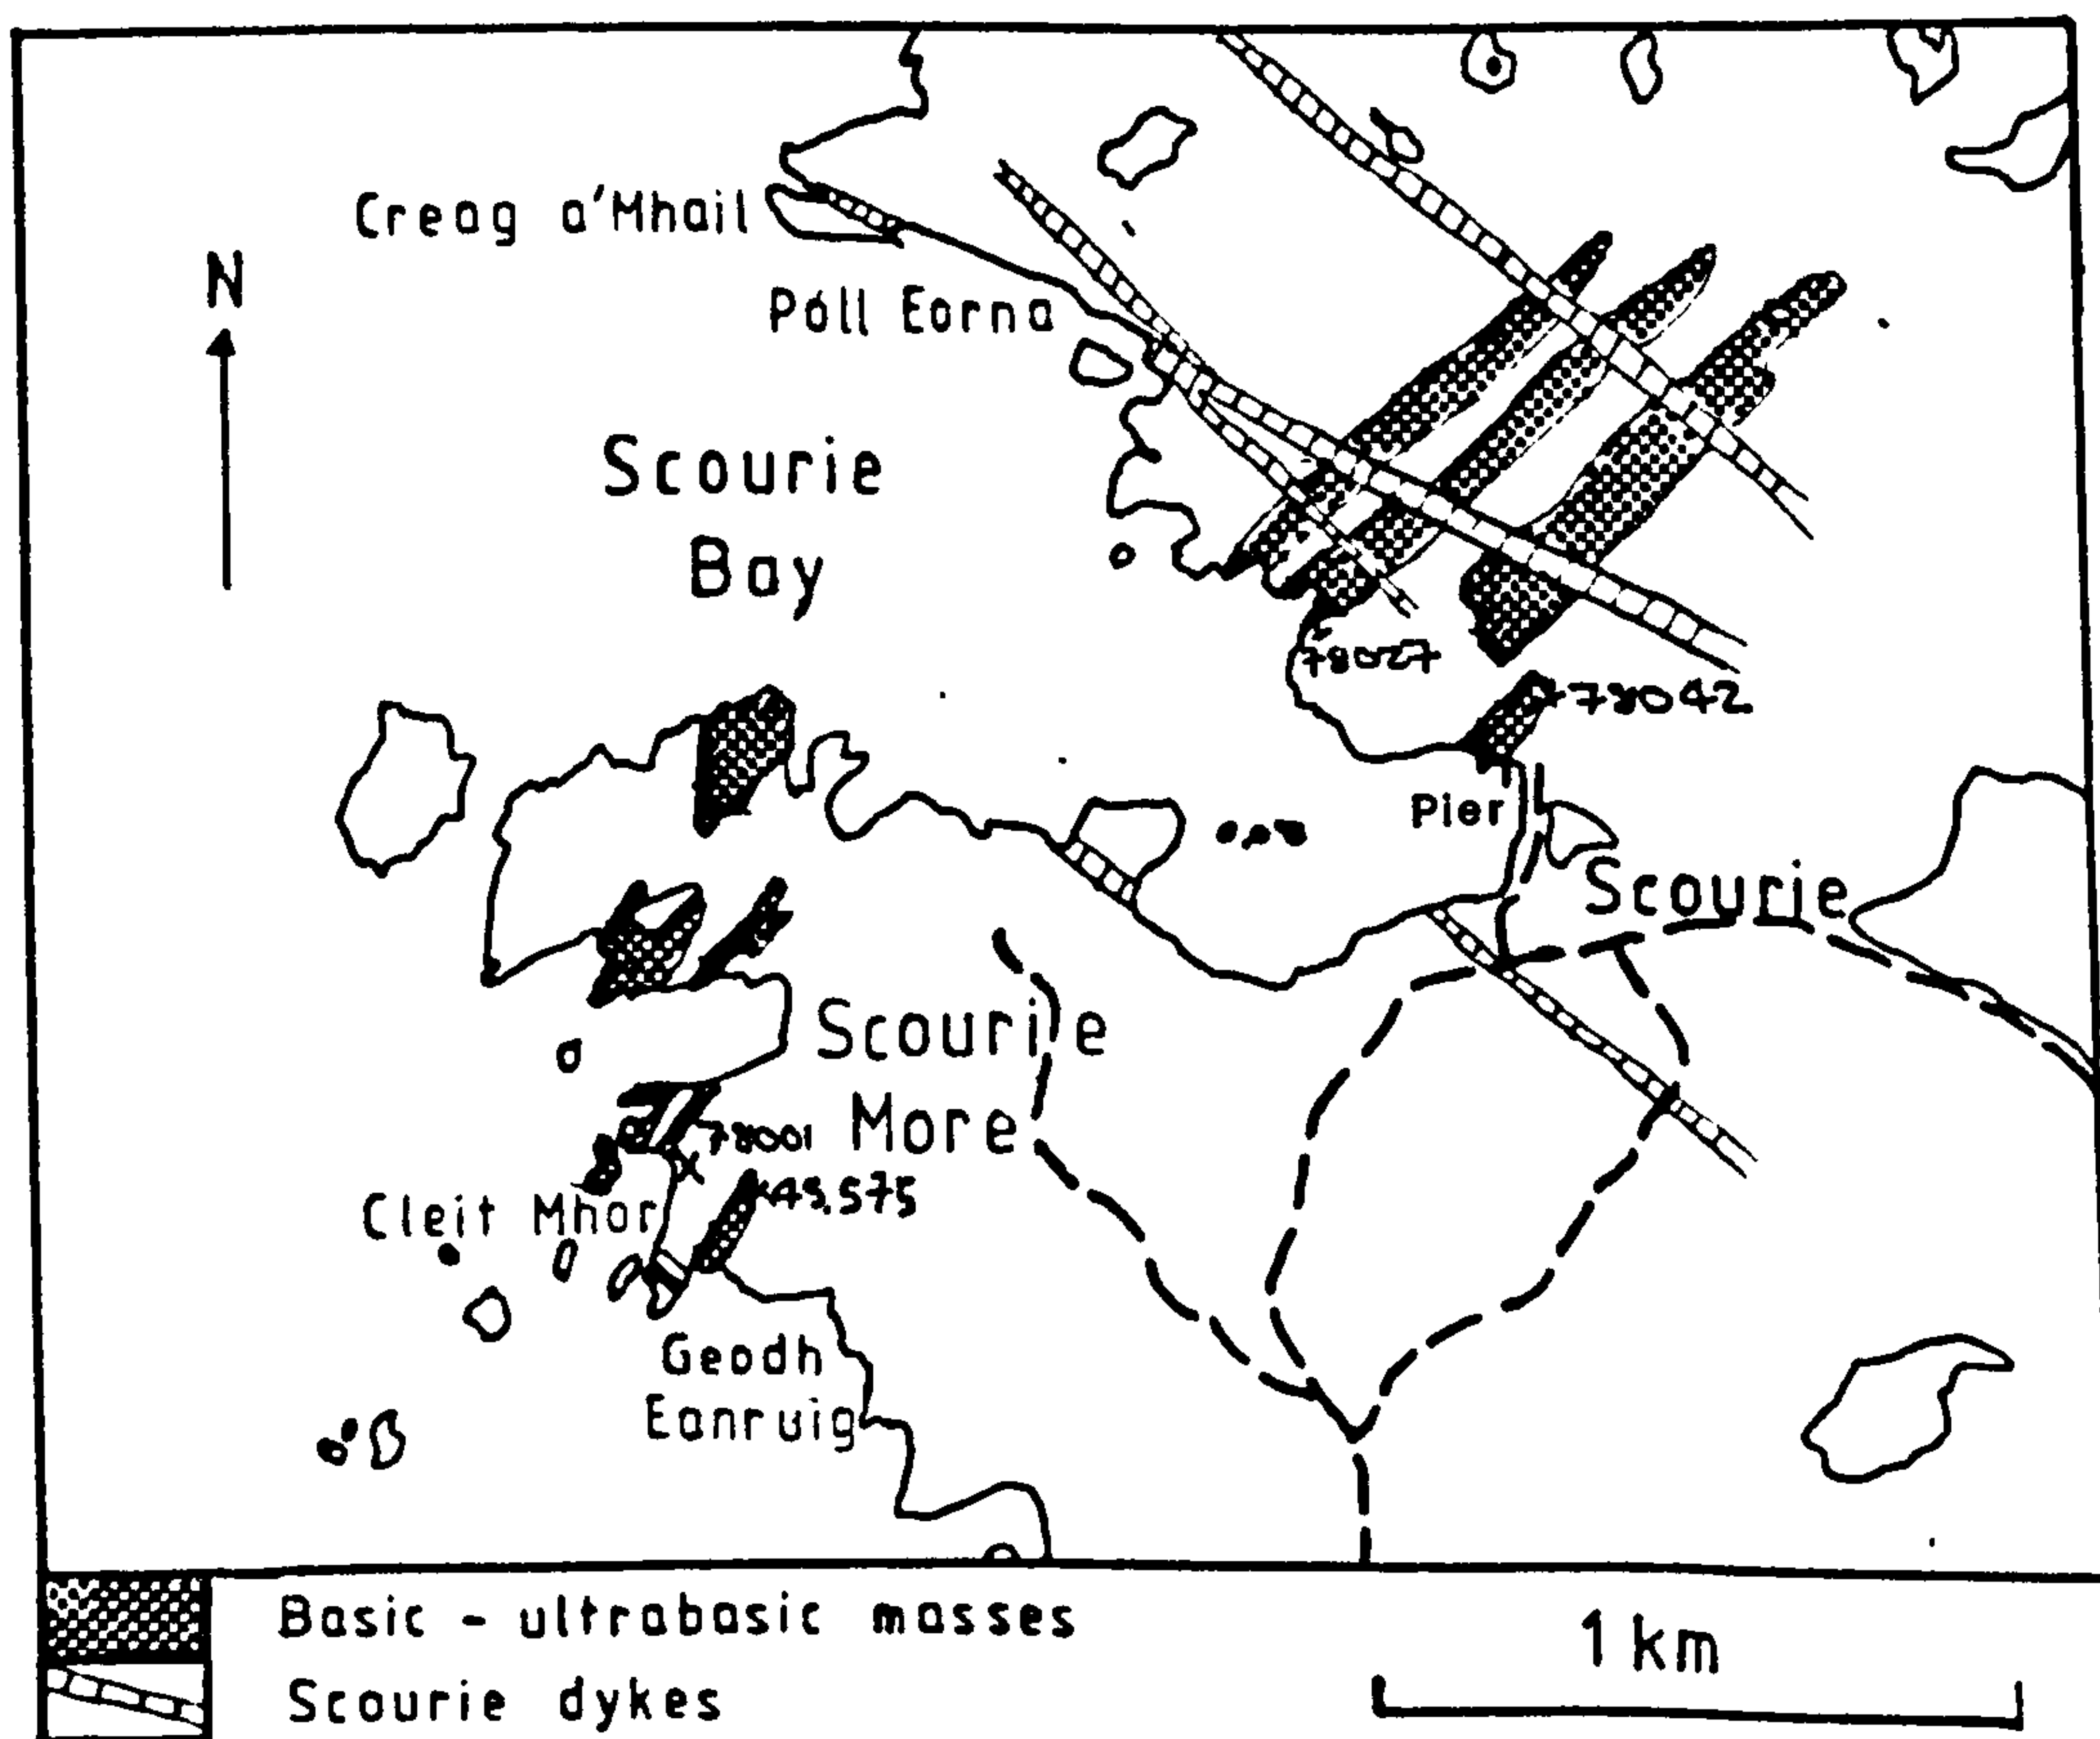 Creag a'Mhail
N
Poll Eorna
Scourie
Bay
78027
78042
Pier
Scourie
Scourie
More
78001
Cleit Mhor
49.575
Geodh
Eanruig
Basic - ultrabasic masses
Scourie dykes
1 km